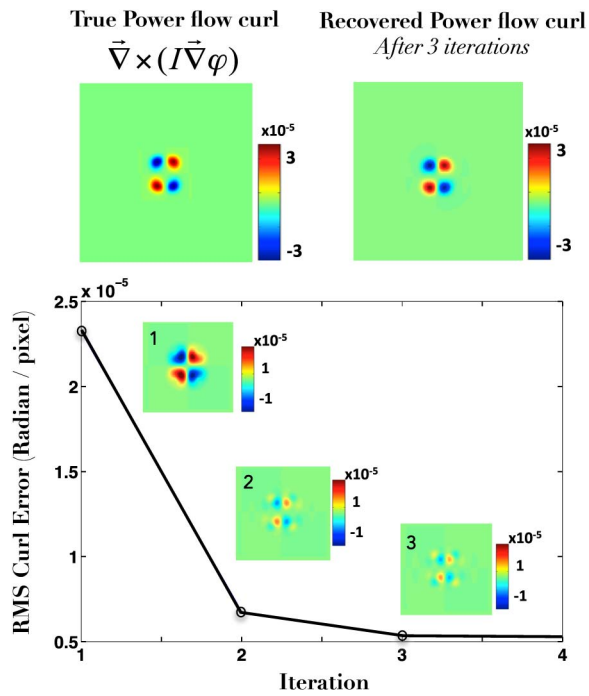 True Power flow curl
∇⃗ × (I∇⃗φ)
Recovered Power flow curl
After 3 iterations
x10⁻⁵
3
-3
x10⁻⁵
3
-3
x 10⁻⁵
2.5
2
1.5
1
0.5
RMS Curl Error (Radian / pixel)
1
x10⁻⁵
1
-1
2
x10⁻⁵
1
-1
3
x10⁻⁵
1
-1
1 2 3 4
Iteration